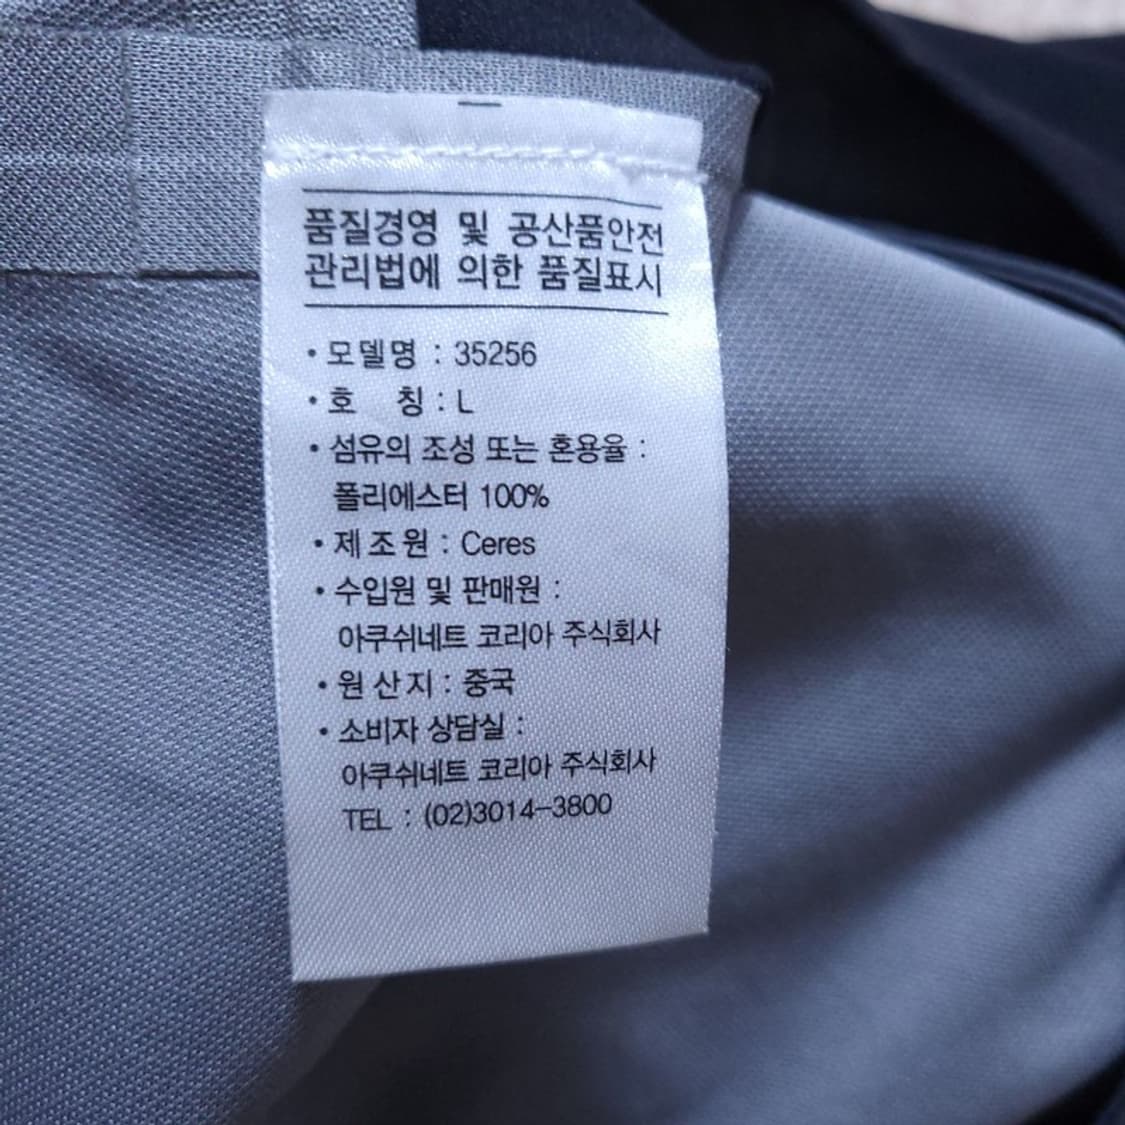 품질경영 및 공산품안전
관리법에 의한 품질표시
• 모델명 : 35256
• 호 칭 : L
• 섬유의 조성 또는 혼용율 :
폴리에스터 100%
• 제조원 : Ceres
• 수입원 및 판매원 :
아쿠쉬네트 코리아 주식회사
• 원산지 : 중국
• 소비자 상담실 :
아쿠쉬네트 코리아 주식회사
TEL : (02)3014-3800